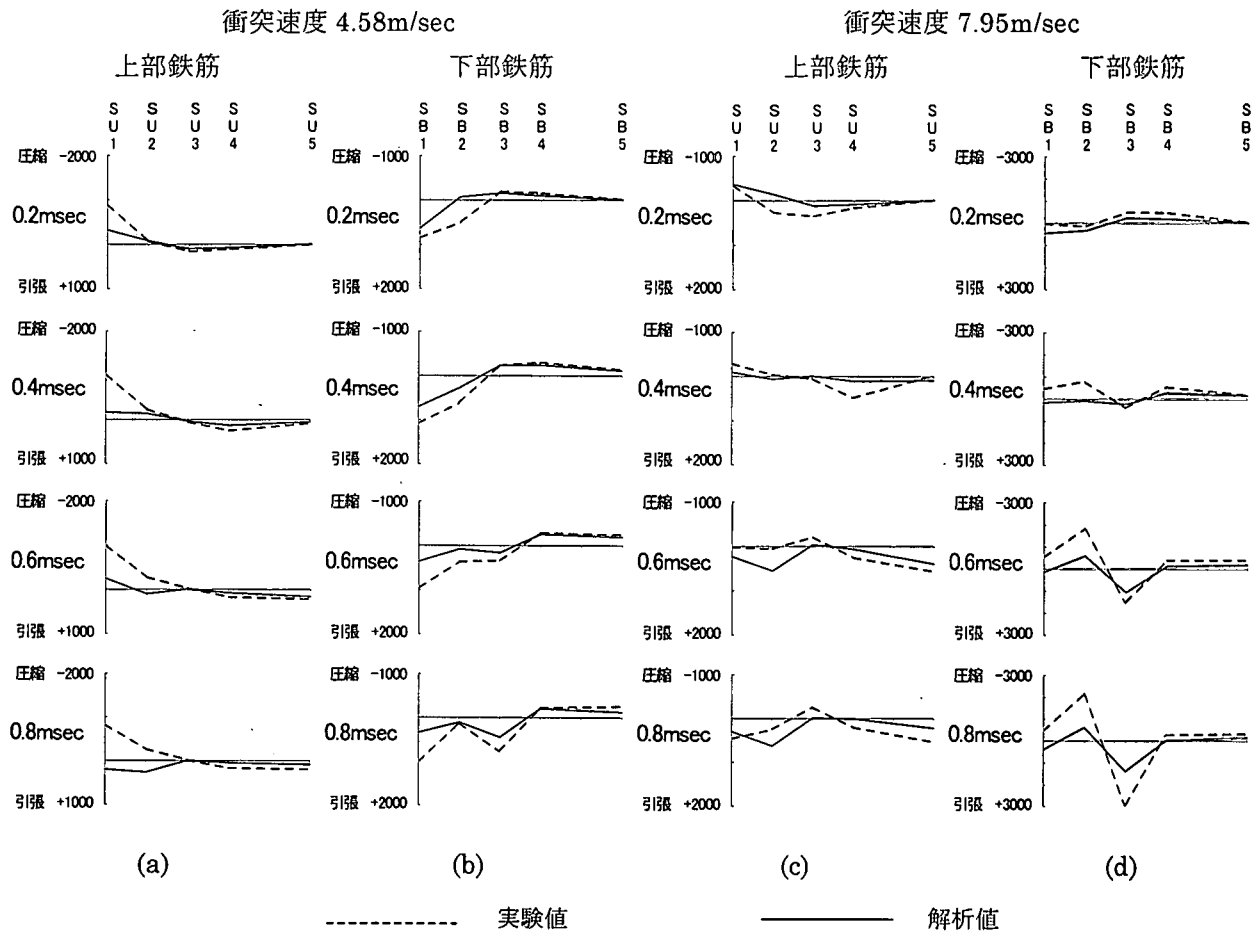 衝突速度 4.58m/sec 衝突速度 7.95m/sec
上部鉄筋 下部鉄筋 上部鉄筋 下部鉄筋
SU1 SU2 SU3 SU4 SU5 SB1 SB2 SB3 SB4 SB5 SU1 SU2 SU3 SU4 SU5 SB1 SB2 SB3 SB4 SB5
圧縮 -2000 圧縮 -1000 圧縮 -1000 圧縮 -3000
0.2msec 0.2msec 0.2msec 0.2msec
引張 +1000 引張 +2000 引張 +2000 引張 +3000
圧縮 -2000 圧縮 -1000 圧縮 -1000 圧縮 -3000
0.4msec 0.4msec 0.4msec 0.4msec
引張 +1000 引張 +2000 引張 +2000 引張 +3000
圧縮 -2000 圧縮 -1000 圧縮 -1000 圧縮 -3000
0.6msec 0.6msec 0.6msec 0.6msec
引張 +1000 引張 +2000 引張 +2000 引張 +3000
圧縮 -2000 圧縮 -1000 圧縮 -1000 圧縮 -3000
0.8msec 0.8msec 0.8msec 0.8msec
引張 +1000 引張 +2000 引張 +2000 引張 +3000
(a) (b) (c) (d)
実験値 解析値